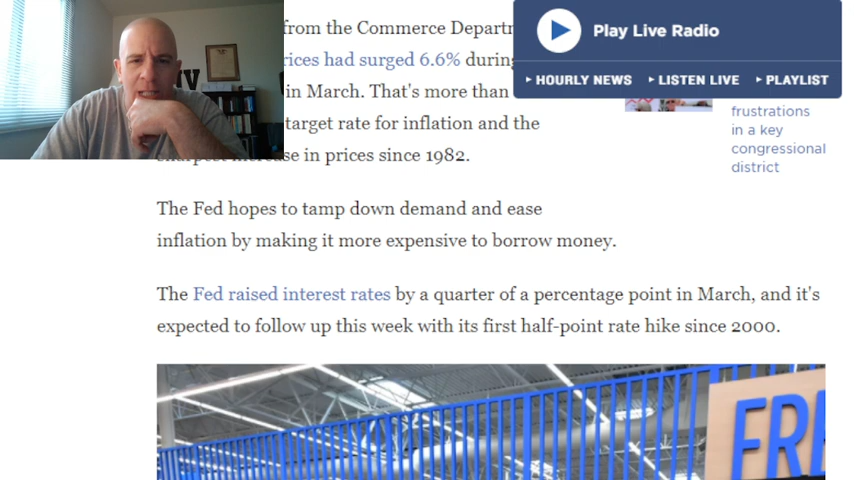 from the Commerce Departm
rices had surged 6.6% during
in March. That's more than
target rate for inflation and the
sharpest increase in prices since 1982.
The Fed hopes to tamp down demand and ease
inflation by making it more expensive to borrow money.
The Fed raised interest rates by a quarter of a percentage point in March, and it's
expected to follow up this week with its first half-point rate hike since 2000.
Play Live Radio
HOURLY NEWS
LISTEN LIVE
PLAYLIST
frustrations
in a key
congressional
district
FRE